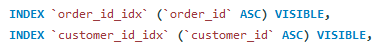 INDEX `order_id_idx` (`order_id` ASC) VISIBLE,
INDEX `customer_id_idx` (`customer_id` ASC) VISIBLE,